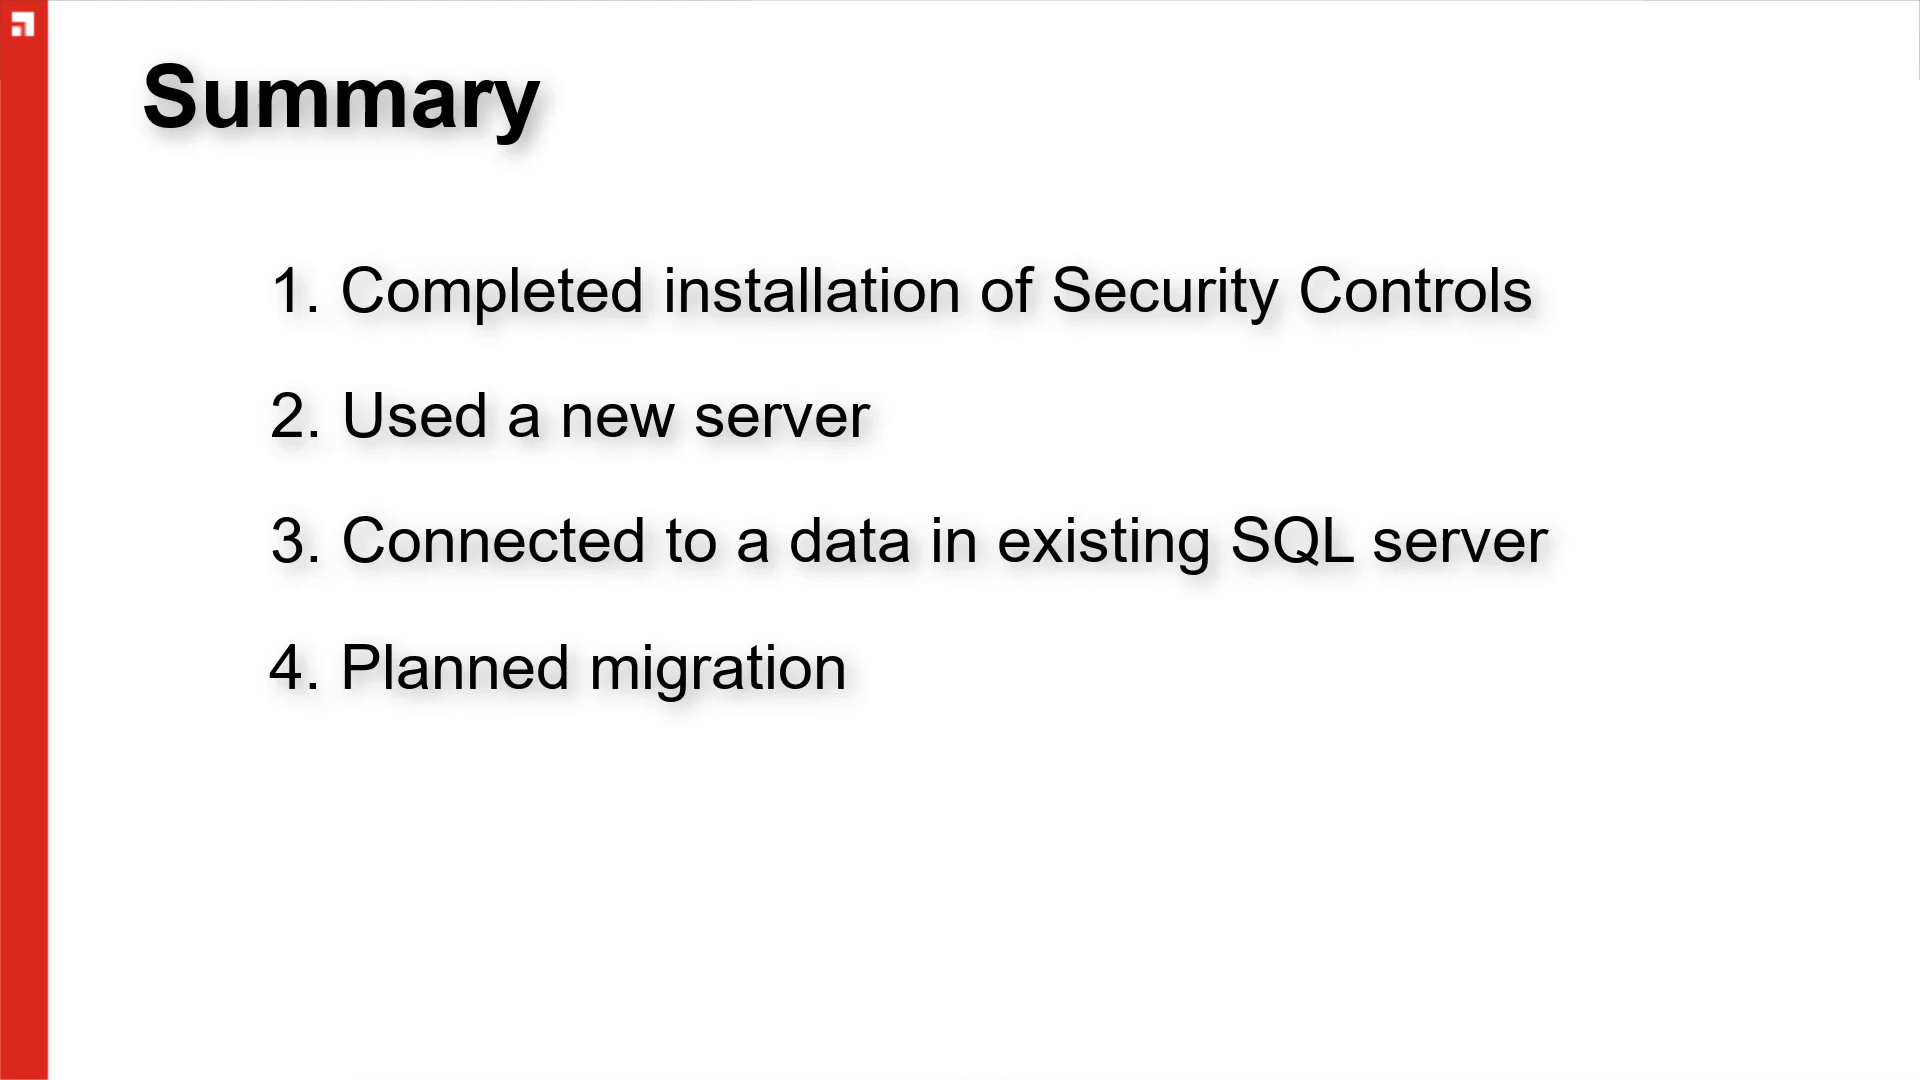 Summary
1. Completed installation of Security Controls
2. Used a new server
3. Connected to a data in existing SQL server
4. Planned migration